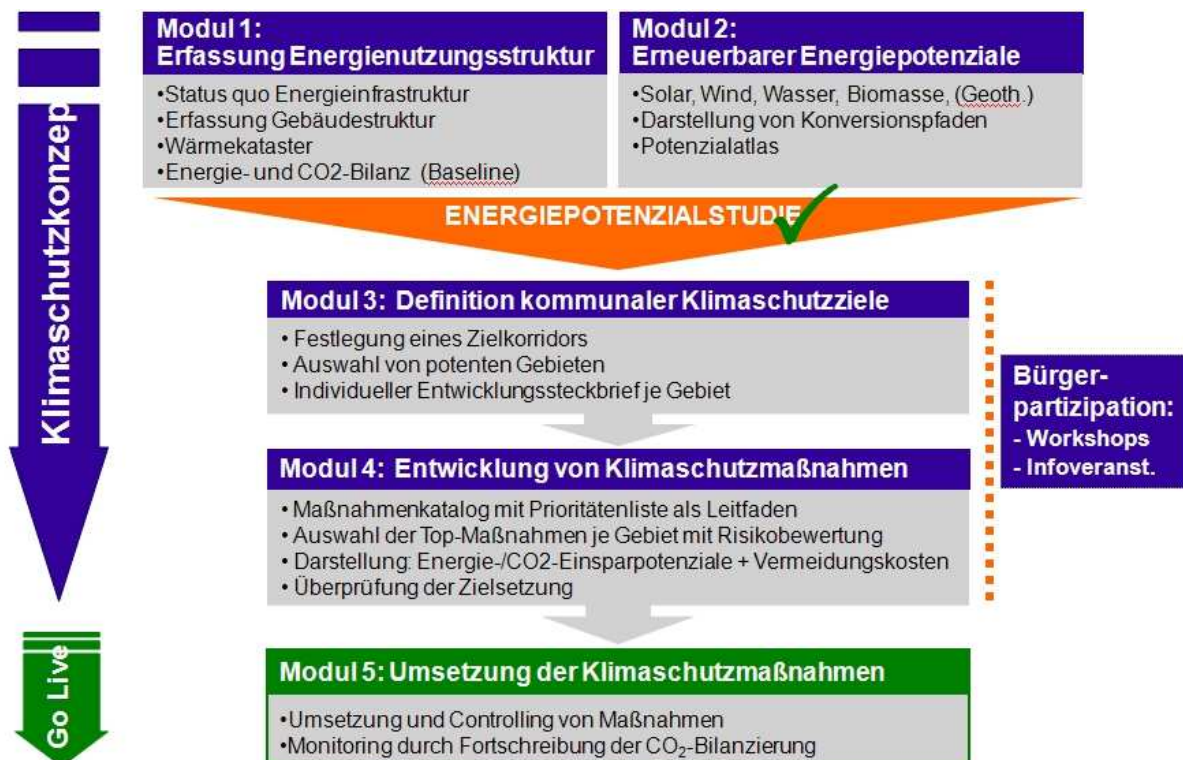 Klimaschutzkonzep
Modul 1:
Erfassung Energienutzungsstruktur
•Status quo Energieinfrastruktur
•Erfassung Gebäudestruktur
•Wärmekataster
•Energie- und CO2-Bilanz (Baseline)
Modul 2:
Erneuerbarer Energiepotenziale
•Solar, Wind, Wasser, Biomasse, (Geoth.)
•Darstellung von Konversionspfaden
•Potenzialatlas
ENERGIEPOTENZIALSTUDIE
Modul 3: Definition kommunaler Klimaschutzziele
• Festlegung eines Zielkorridors
• Auswahl von potenten Gebieten
• Individueller Entwicklungssteckbrief je Gebiet
Bürger-
partizipation:
- Workshops
- Infoveranst.
Modul 4: Entwicklung von Klimaschutzmaßnahmen
• Maßnahmenkatalog mit Prioritätenliste als Leitfaden
• Auswahl der Top-Maßnahmen je Gebiet mit Risikobewertung
• Darstellung: Energie-/CO2-Einsparpotenziale + Vermeidungskosten
• Überprüfung der Zielsetzung
Go Live
Modul 5: Umsetzung der Klimaschutzmaßnahmen
•Umsetzung und Controlling von Maßnahmen
•Monitoring durch Fortschreibung der CO₂-Bilanzierung